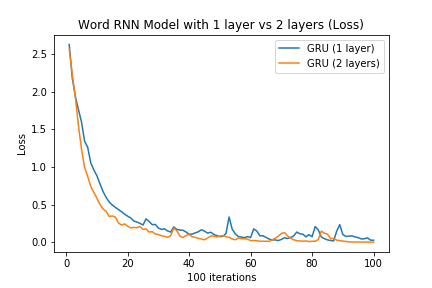 Word RNN Model with 1 layer vs 2 layers (Loss)
GRU (1 layer)
GRU (2 layers)
Loss
2.5
2.0
1.5
1.0
0.5
0.0
0 20 40 60 80 100
100 iterations